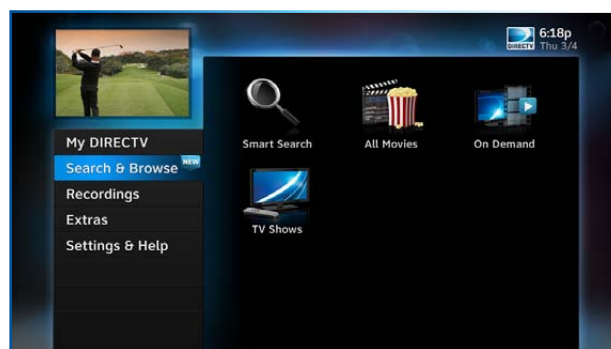 6:18p
DIRECTV Thu 3/4
My DIRECTV
Search & Browse NEW
Recordings
Extras
Settings & Help
Smart Search All Movies On Demand
TV Shows